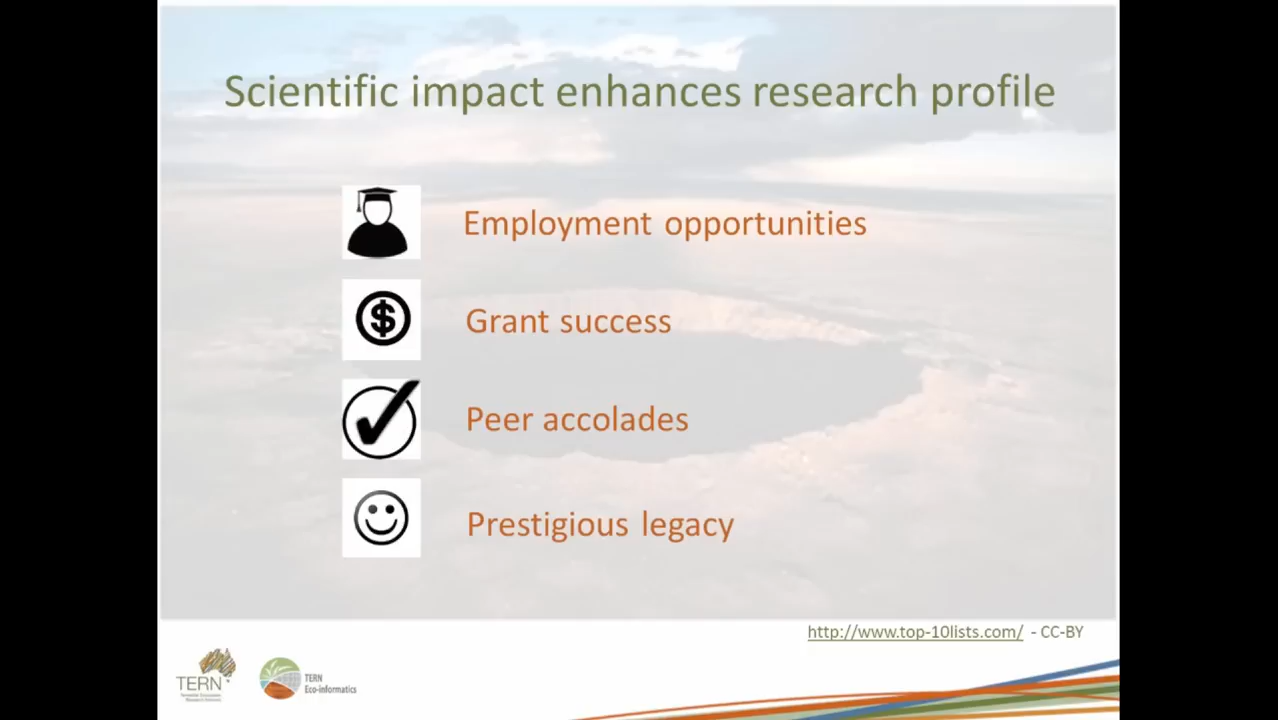 Scientific impact enhances research profile
Employment opportunities
$
Grant success
Peer accolades
Prestigious legacy
http://www.top-10lists.com/ - CC-BY
TERN
TERN
Eco-informatics